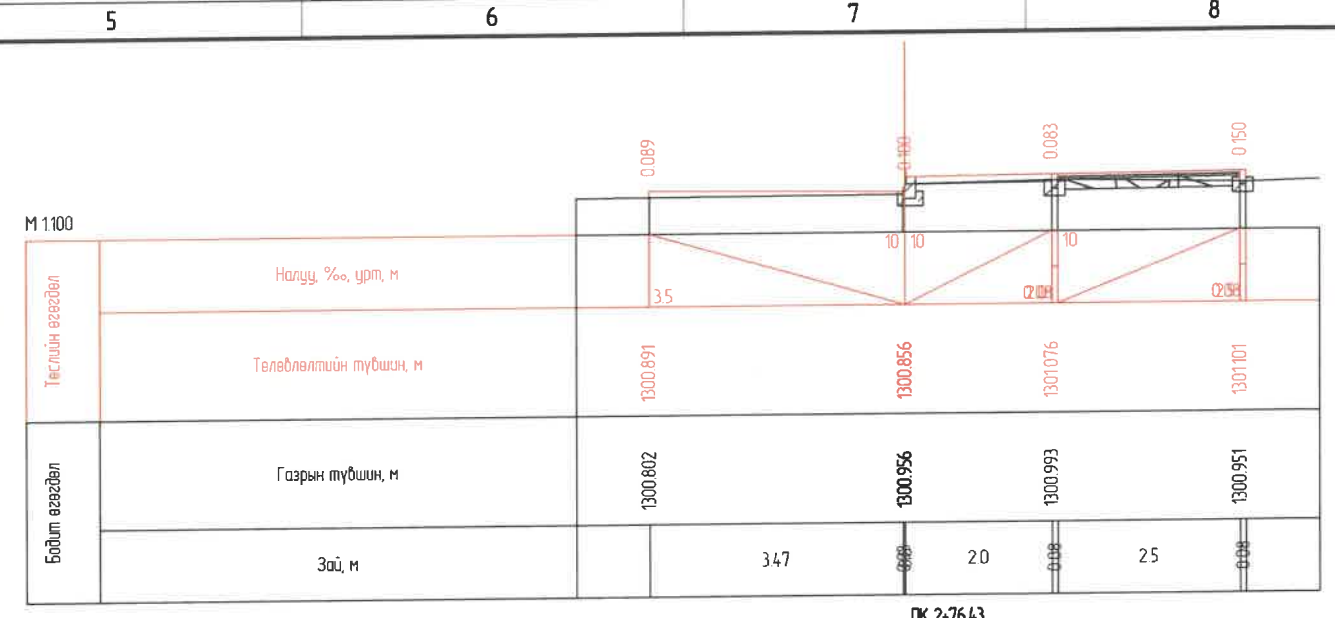 5 6 7 8
0.089 0.100 0.083 0.150
М 1:100
Төслийн өгөгдөл
Налуу, ‰, урт, м
3.5 10 10 10
Төлөвлөлтийн түвшин, м
1300.891 1300.856 1301.076 1301.101
Бодит өгөгдөл
Газрын түвшин, м
1300.802 1300.956 1300.993 1300.951
Зай, м
3.47 2.0 0.08 2.5 0.08
ПК 2+76.43